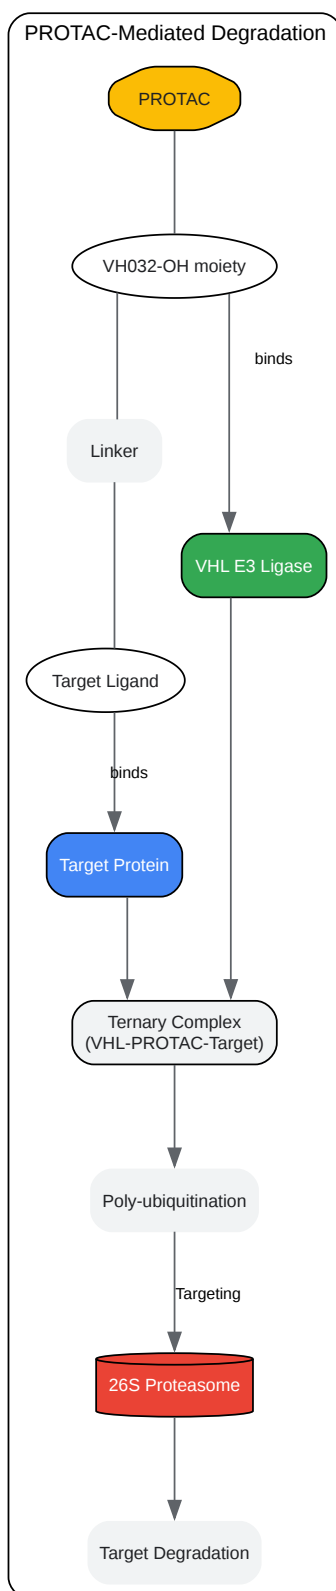 PROTAC-Mediated Degradation
PROTAC
VH032-OH moiety
binds
Linker
VHL E3 Ligase
Target Ligand
binds
Target Protein
Ternary Complex
(VHL-PROTAC-Target)
Poly-ubiquitination
Targeting
26S Proteasome
Target Degradation